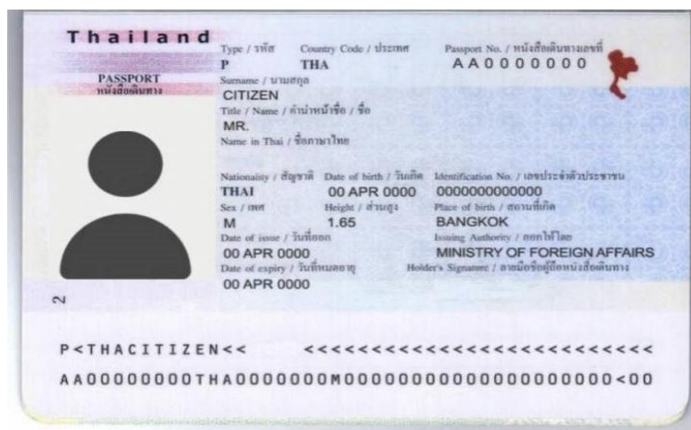 Thailand
PASSPORT
หนังสือเดินทาง
Type / รหัส Country Code / ประเทศ Passport No. / หนังสือเดินทางเลขที่
P THA AA0000000
Surname / นามสกุล
CITIZEN
Title / Name / คำนำหน้าชื่อ / ชื่อ
MR.
Name in Thai / ชื่อภาษาไทย
Nationality / สัญชาติ Date of birth / วันเกิด Identification No. / เลขประจำตัวประชาชน
THAI 00 APR 0000 0000000000000
Sex / เพศ Height / ส่วนสูง Place of birth / สถานที่เกิด
M 1.65 BANGKOK
Date of issue / วันที่ออก Issuing Authority / ออกให้โดย
00 APR 0000 MINISTRY OF FOREIGN AFFAIRS
Date of expiry / วันที่หมดอายุ Holder's Signature / ลายมือชื่อผู้ถือหนังสือเดินทาง
00 APR 0000
2
P<THACITIZEN<< <<<<<<<<<<<<<<<<<<<<<<<<<<
AA00000000THA0000000M0000000000000000000000<00